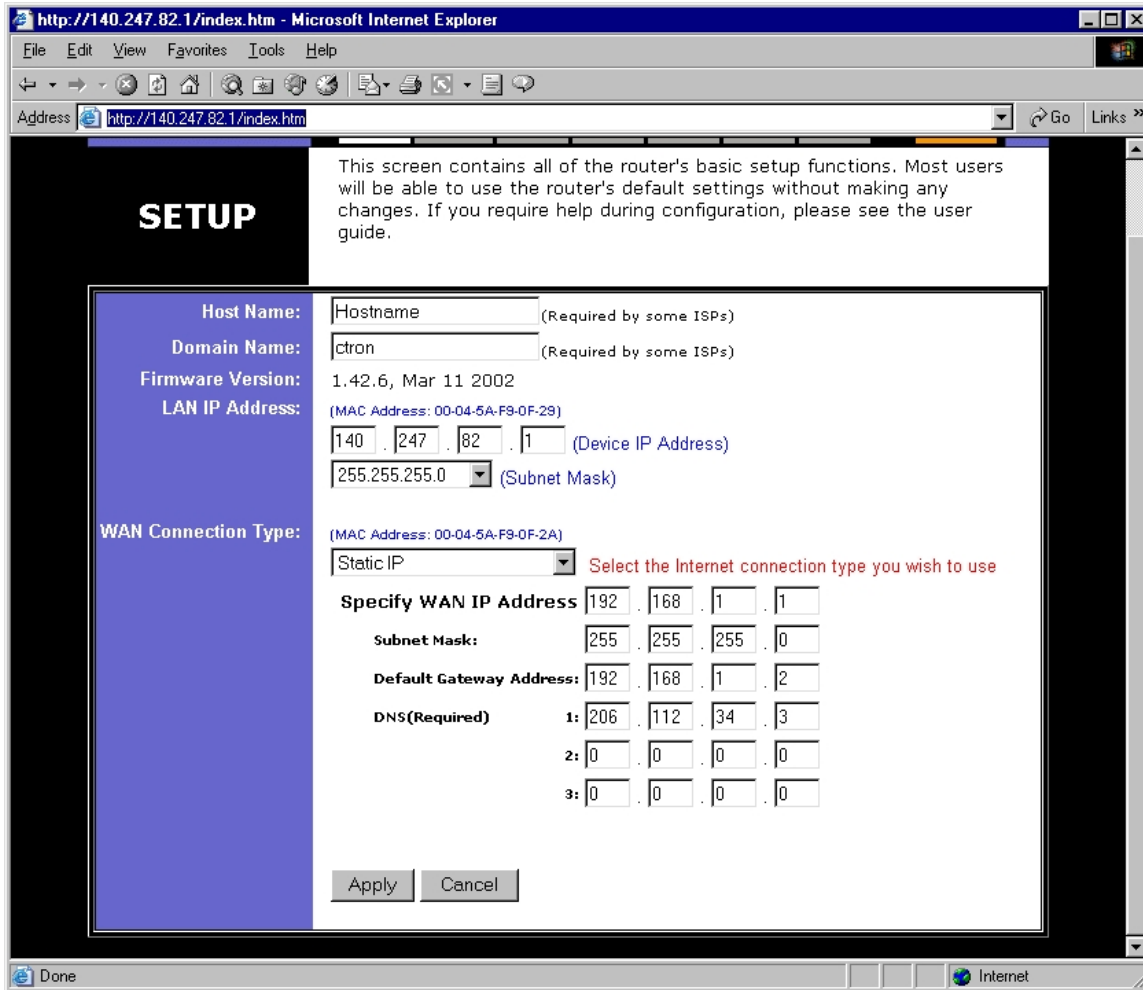 http://140.247.82.1/index.htm - Microsoft Internet Explorer
File Edit View Favorites Tools Help
Address http://140.247.82.1/index.htm Go Links »
SETUP
This screen contains all of the router's basic setup functions. Most users
will be able to use the router's default settings without making any
changes. If you require help during configuration, please see the user
guide.
Host Name: Hostname (Required by some ISPs)
Domain Name: ctron (Required by some ISPs)
Firmware Version: 1.42.6, Mar 11 2002
LAN IP Address: (MAC Address: 00-04-5A-F9-0F-29)
140 . 247 . 82 . 1 (Device IP Address)
255.255.255.0 (Subnet Mask)
WAN Connection Type: (MAC Address: 00-04-5A-F9-0F-2A)
Static IP Select the Internet connection type you wish to use
Specify WAN IP Address 192 . 168 . 1 . 1
Subnet Mask: 255 . 255 . 255 . 0
Default Gateway Address: 192 . 168 . 1 . 2
DNS(Required) 1: 206 . 112 . 34 . 3
2: 0 . 0 . 0 . 0
3: 0 . 0 . 0 . 0
Apply Cancel
Done Internet